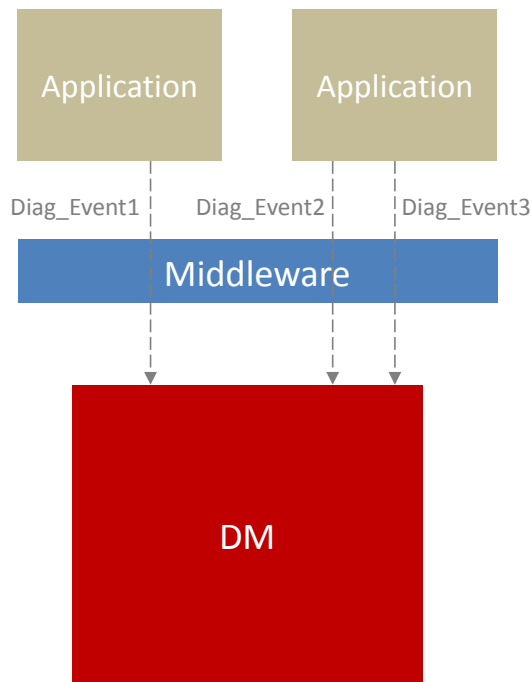 Application
Application
Diag_Event1
Diag_Event2
Diag_Event3
Middleware
DM